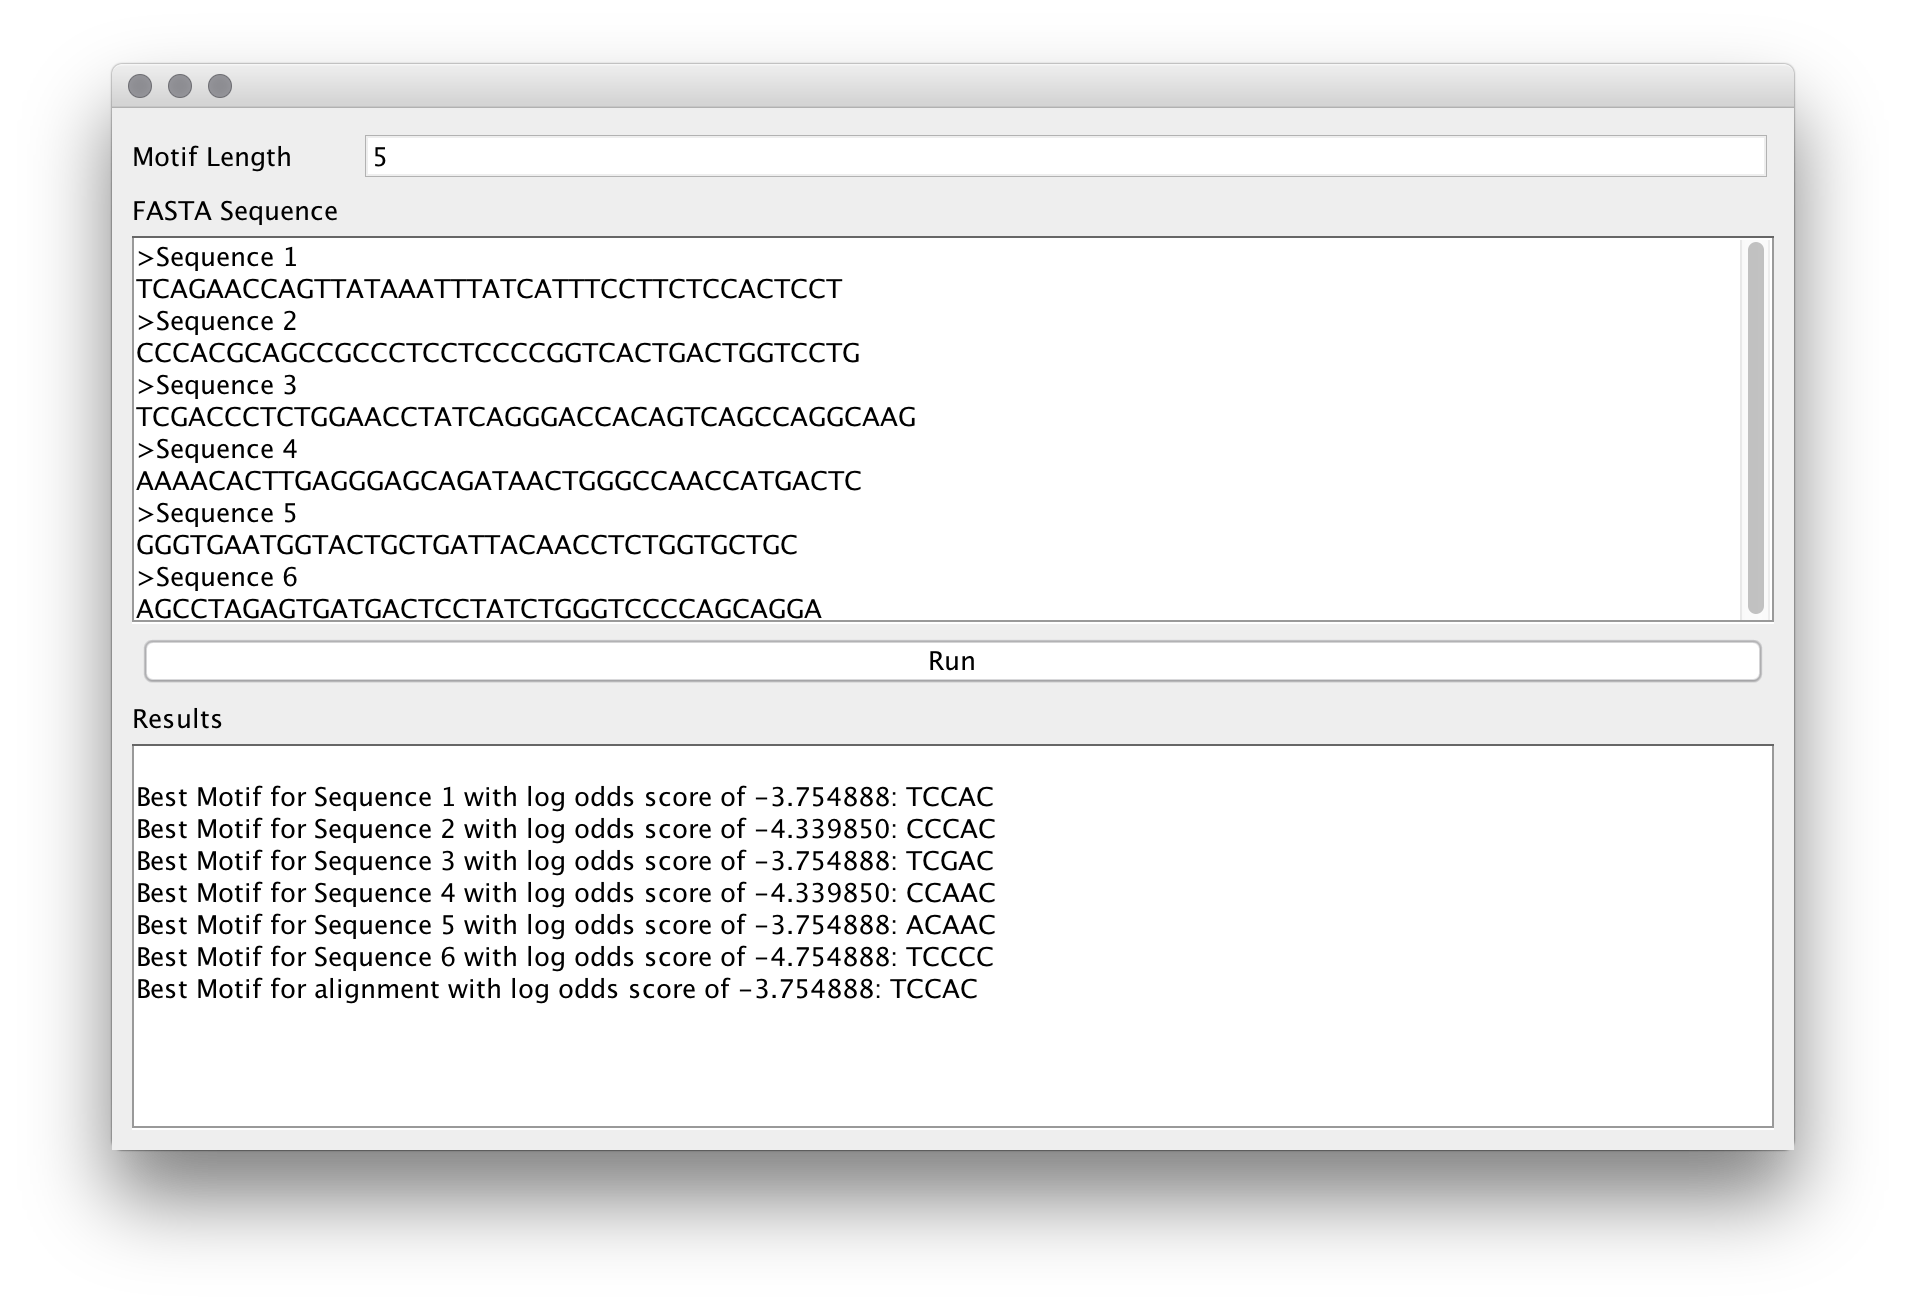 Motif Length
5
FASTA Sequence
>Sequence 1
TCAGAACCAGTTATAAATTTATCATTTCCTTCTCCACTCCT
>Sequence 2
CCCACGCAGCCGCCCTCCTCCCCGGTCACTGACTGGTCCTG
>Sequence 3
TCGACCCTCTGGAACCTATCAGGGACCACAGTCAGCCAGGCAAG
>Sequence 4
AAAACACTTGAGGGAGCAGATAACTGGGCCAACCATGACTC
>Sequence 5
GGGTGAATGGTACTGCTGATTACAACCTCTGGTGCTGC
>Sequence 6
AGCCTAGAGTGATGACTCCTATCTGGGTCCCCAGCAGGA
Run
Results
Best Motif for Sequence 1 with log odds score of -3.754888: TCCAC
Best Motif for Sequence 2 with log odds score of -4.339850: CCCAC
Best Motif for Sequence 3 with log odds score of -3.754888: TCGAC
Best Motif for Sequence 4 with log odds score of -4.339850: CCAAC
Best Motif for Sequence 5 with log odds score of -3.754888: ACAAC
Best Motif for Sequence 6 with log odds score of -4.754888: TCCCC
Best Motif for alignment with log odds score of -3.754888: TCCAC